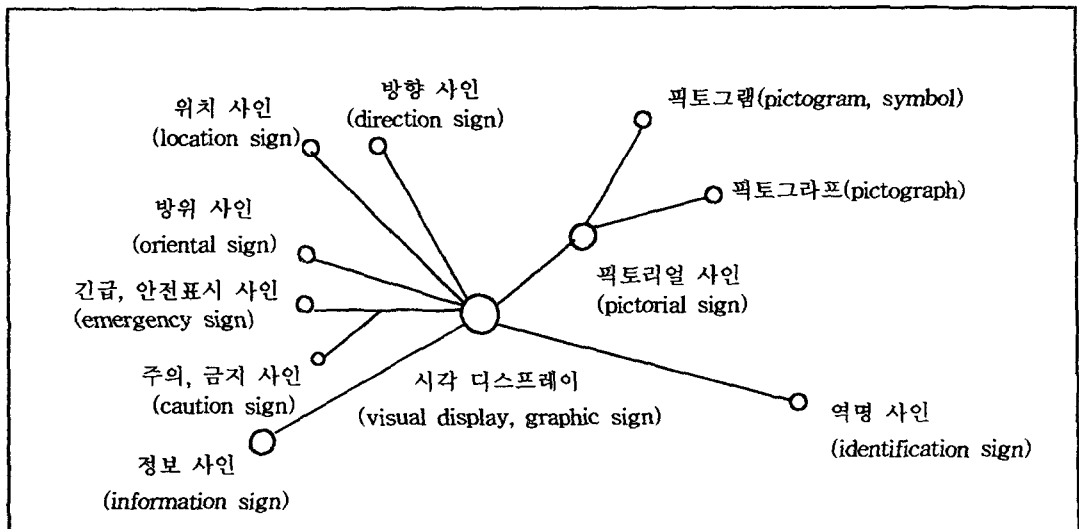 방향 사인
(direction sign)
위치 사인
(location sign)
픽토그램(pictogram, symbol)
방위 사인
(oriental sign)
픽토그라프(pictograph)
긴급, 안전표시 사인
(emergency sign)
픽토리얼 사인
(pictorial sign)
주의, 금지 사인
(caution sign)
시각 디스프레이
(visual display, graphic sign)
역명 사인
(identification sign)
정보 사인
(information sign)